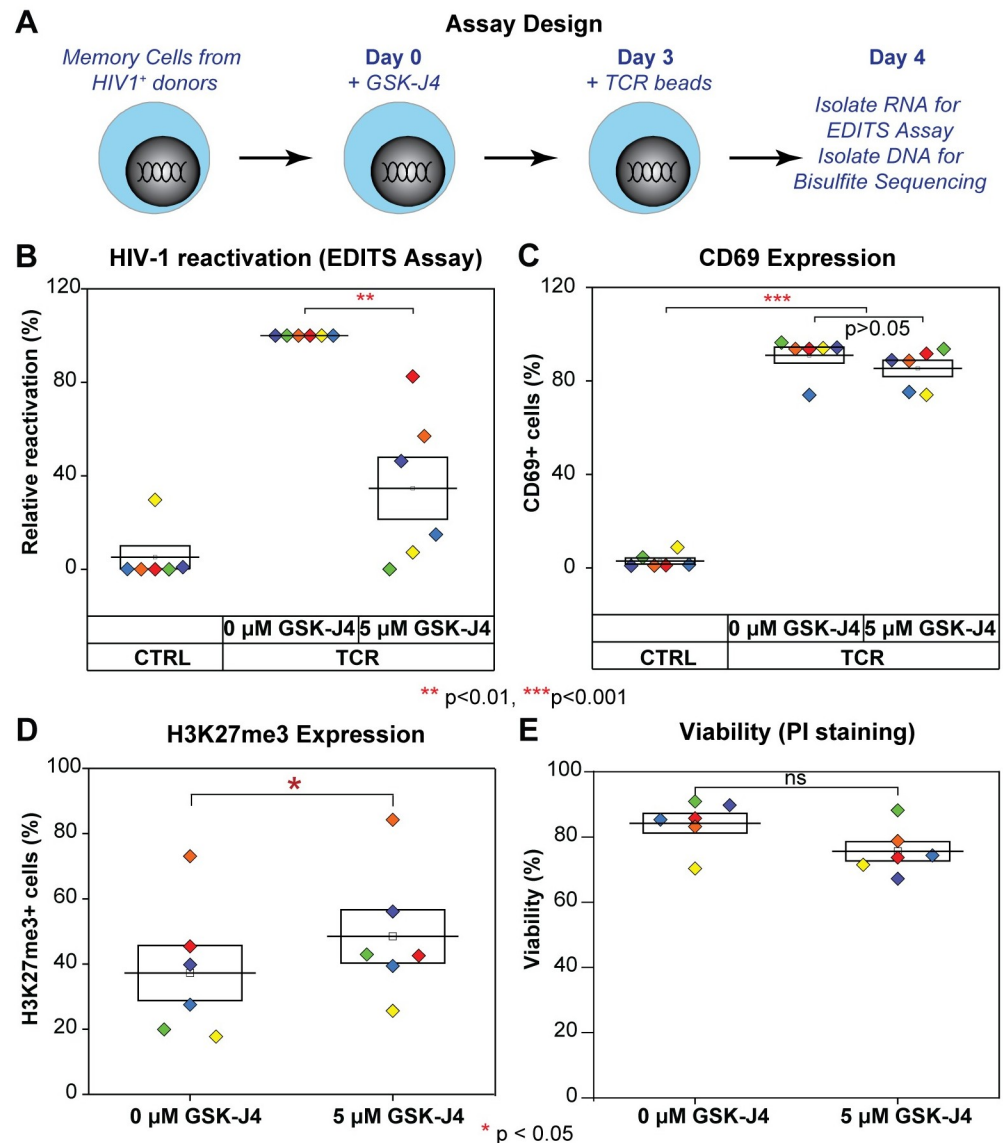 A
Assay Design
Memory Cells from
HIV1⁺ donors
Day 0
+ GSK-J4
Day 3
+ TCR beads
Day 4
Isolate RNA for
EDITS Assay
Isolate DNA for
Bisulfite Sequencing
B
HIV-1 reactivation (EDITS Assay)
Relative reactivation (%)
120
80
40
0
**
0 µM GSK-J4
5 µM GSK-J4
CTRL
TCR
C
CD69 Expression
CD69+ cells (%)
120
80
40
0
***
p>0.05
0 µM GSK-J4
5 µM GSK-J4
CTRL
TCR
** p<0.01, ***p<0.001
D
H3K27me3 Expression
H3K27me3+ cells (%)
100
80
60
40
20
0
*
0 µM GSK-J4
5 µM GSK-J4
E
Viability (PI staining)
Viability (%)
100
80
60
40
20
0
ns
0 µM GSK-J4
5 µM GSK-J4
* p < 0.05